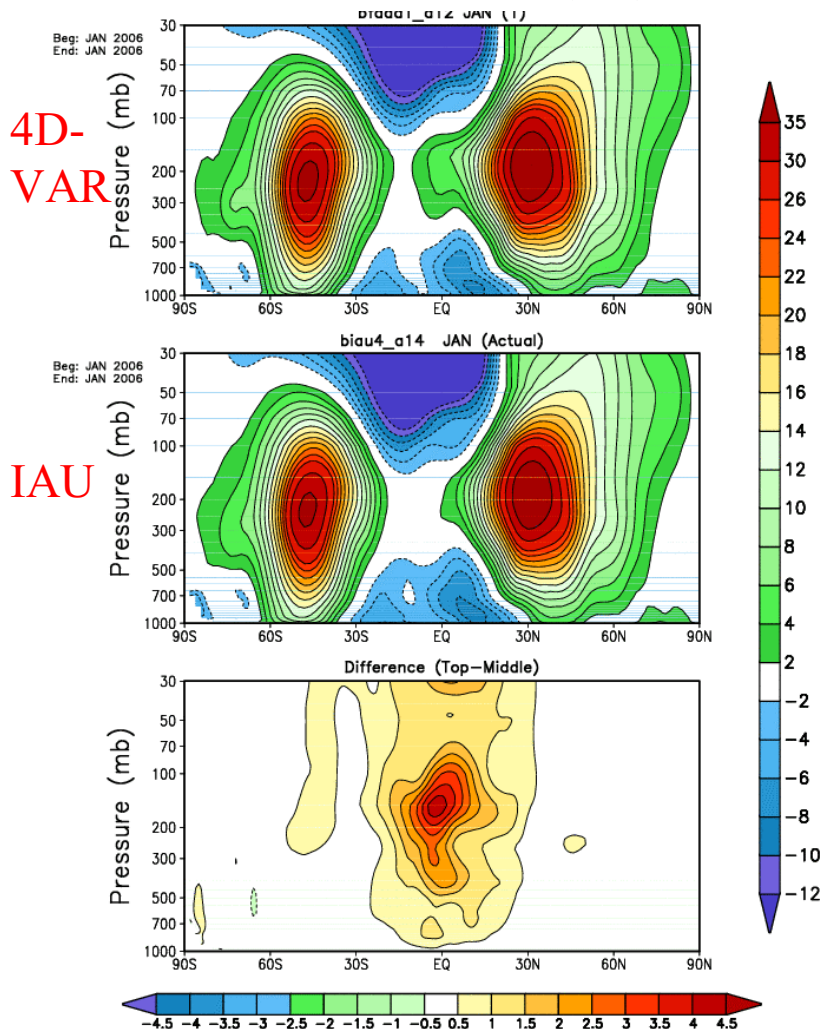 JAN (1)
Beg: JAN 2006
End: JAN 2006
4D-
VAR
Pressure (mb)
30
50
70
100
200
300
500
700
1000
90S 60S 30S EQ 30N 60N 90N
biau4_a14 JAN (Actual)
Beg: JAN 2006
End: JAN 2006
IAU
Pressure (mb)
30
50
70
100
200
300
500
700
1000
90S 60S 30S EQ 30N 60N 90N
Difference (Top-Middle)
Pressure (mb)
30
50
70
100
200
300
500
700
1000
90S 60S 30S EQ 30N 60N 90N
35
30
26
24
22
20
18
16
14
12
10
8
6
4
2
-2
-4
-6
-8
-10
-12
-4.5 -4 -3.5 -3 -2.5 -2 -1.5 -1 -0.5 0.5 1 1.5 2 2.5 3 3.5 4 4.5